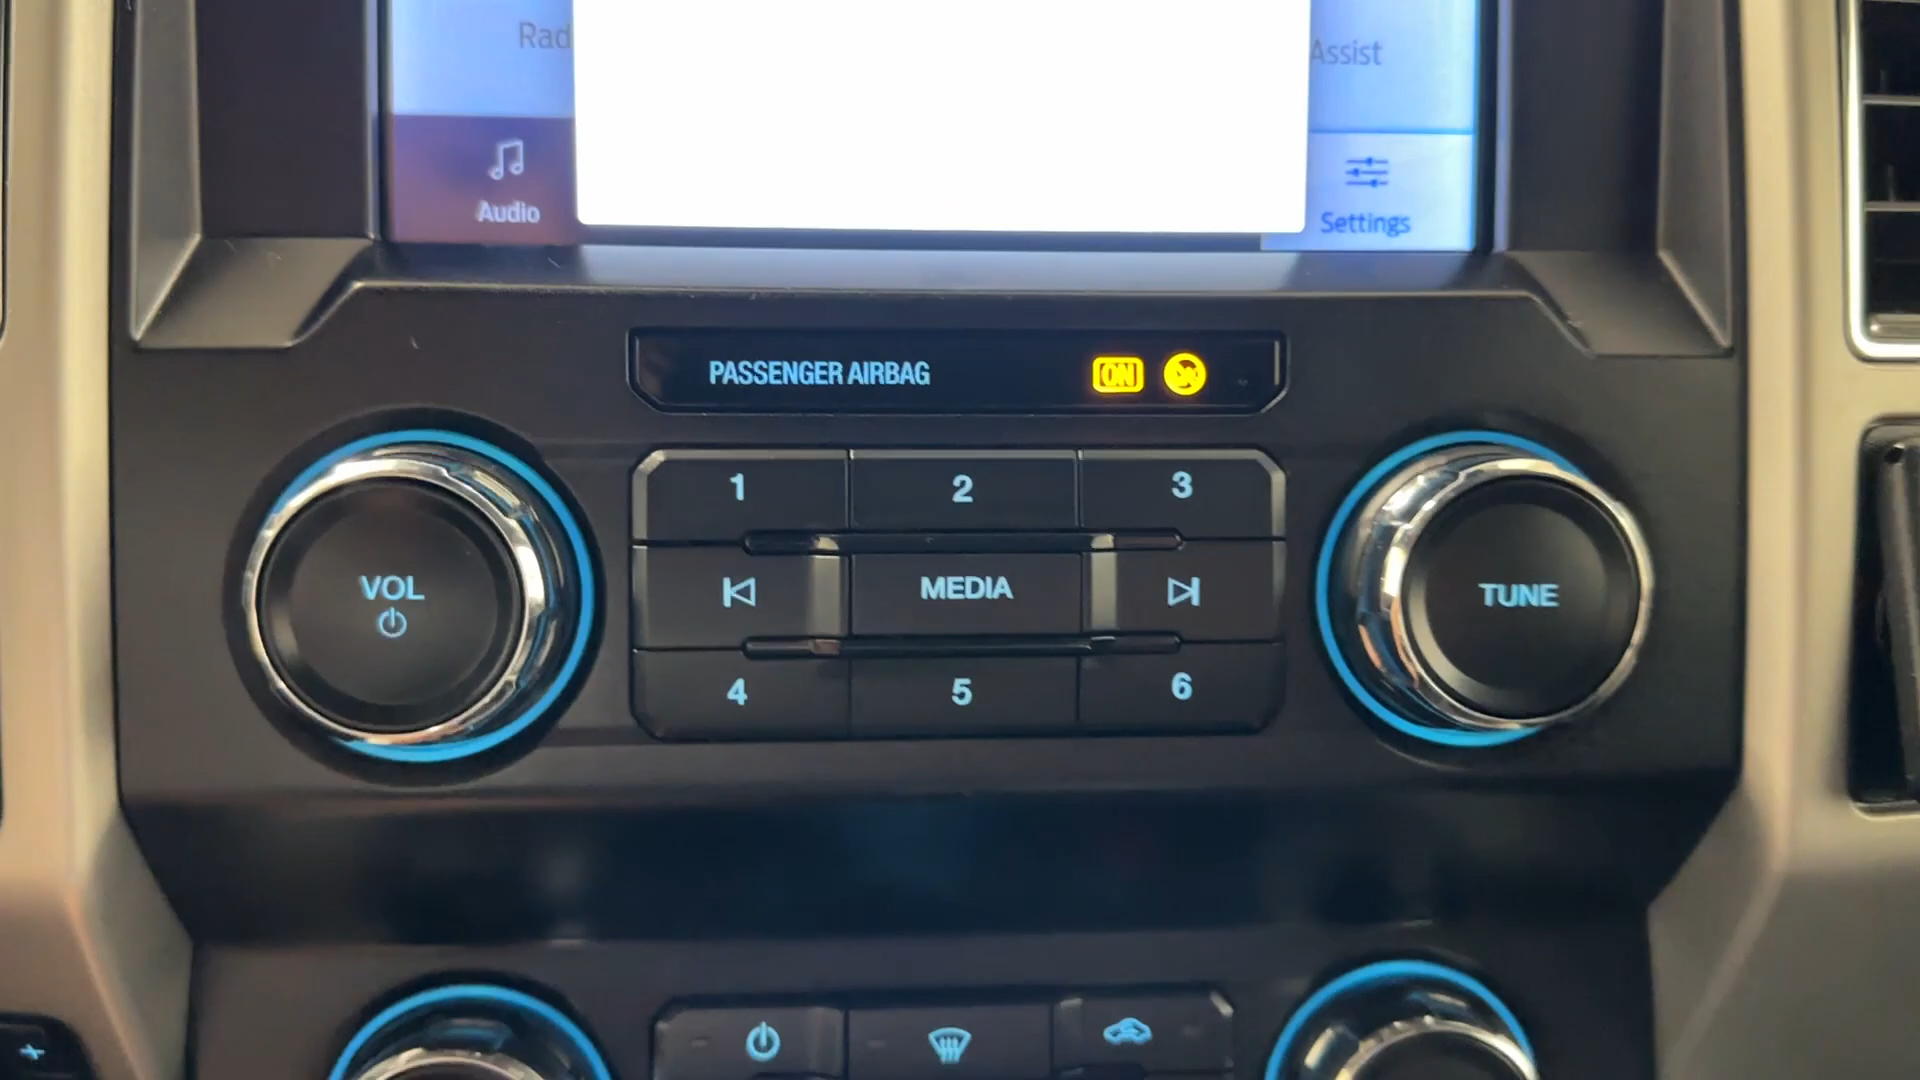 Rad
Assist
Audio
Settings
PASSENGER AIRBAG
ON
1
2
3
VOL
MEDIA
TUNE
4
5
6